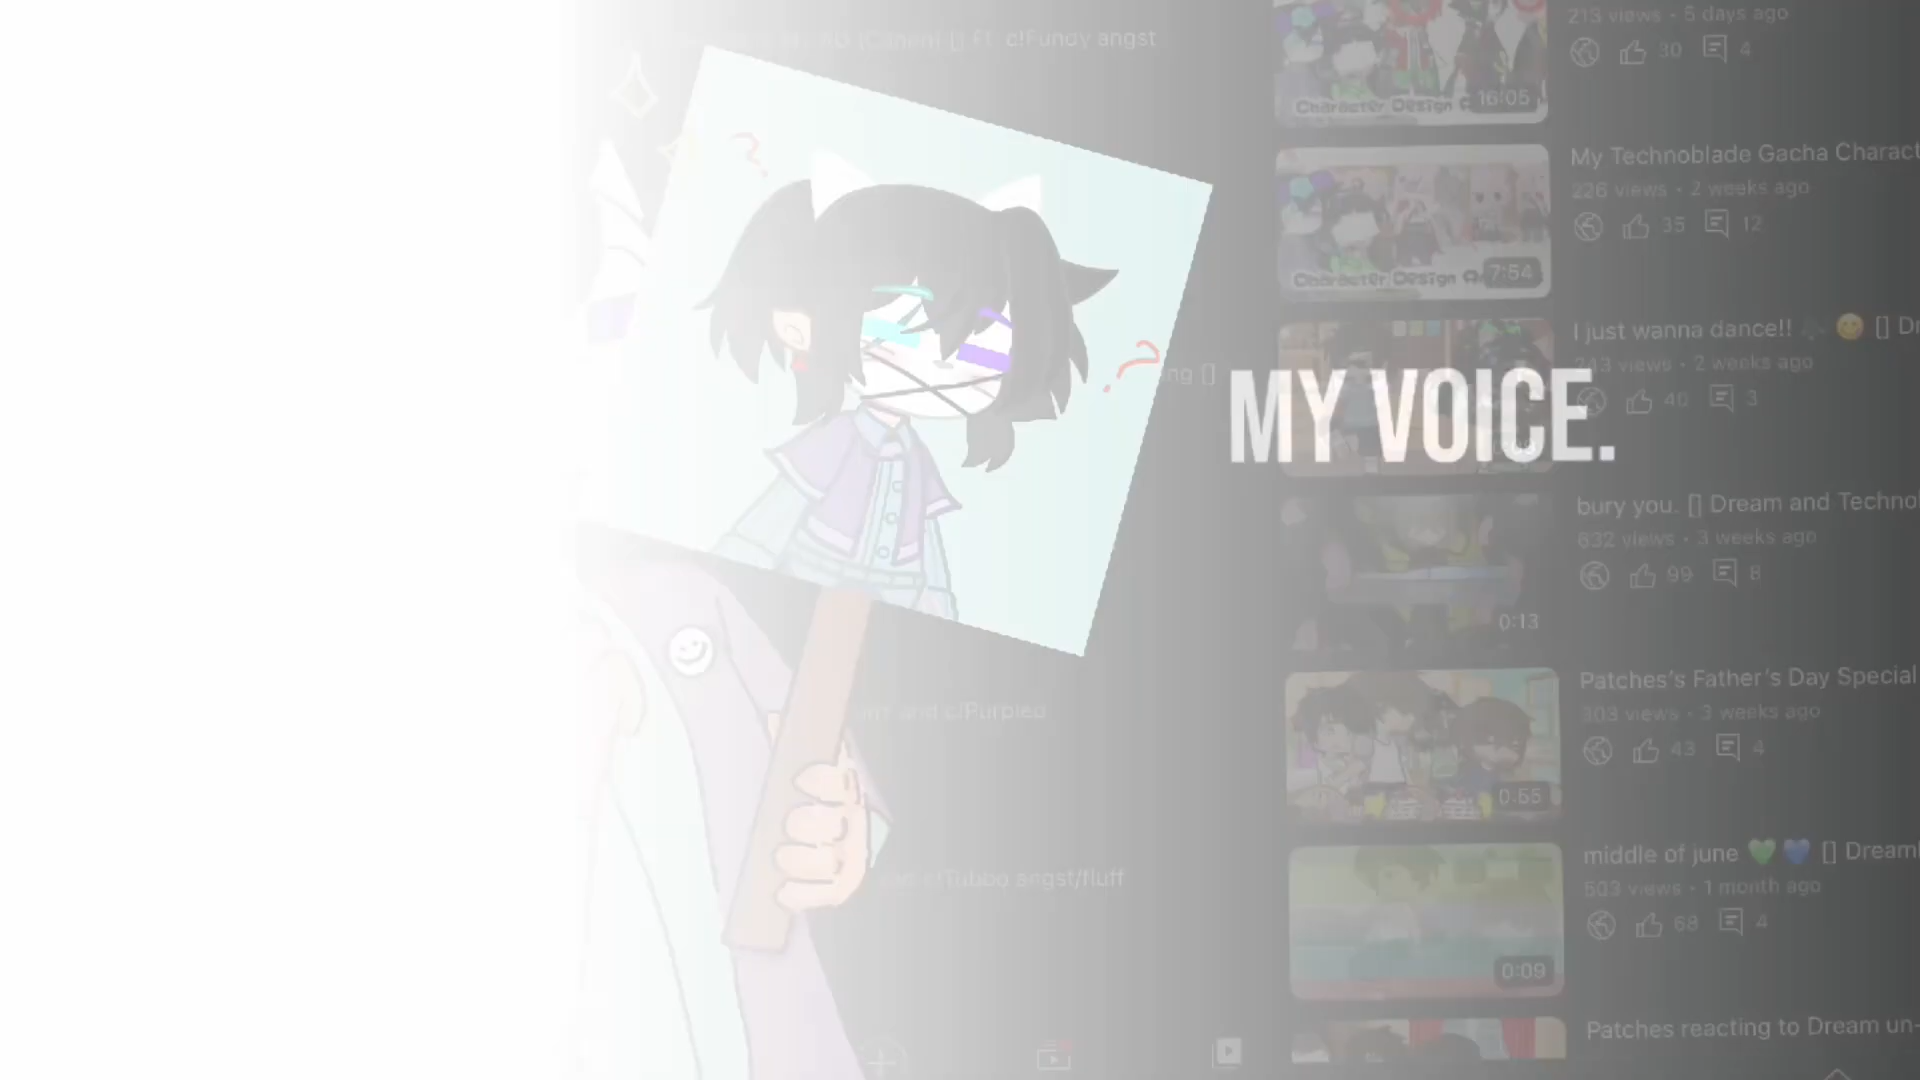 [] Ft. c!Fundy angst
213 views • 5 days ago
30
4
16:05
Character Design
My Technoblade Gacha Charact
226 views • 2 weeks ago
35
12
7:54
Character Design
?
I just wanna dance!! 😋 [] Dr
243 views • 2 weeks ago
40
3
?
[]
MY VOICE.
bury you. [] Dream and Techno
632 views • 3 weeks ago
99
8
0:13
Patches's Father's Day Special
303 views • 3 weeks ago
43
4
0:55
and c!Purpled
middle of june 💚💙 [] Dream
503 views • 1 month ago
68
4
0:09
c!Tubbo angst/fluff
Patches reacting to Dream un-